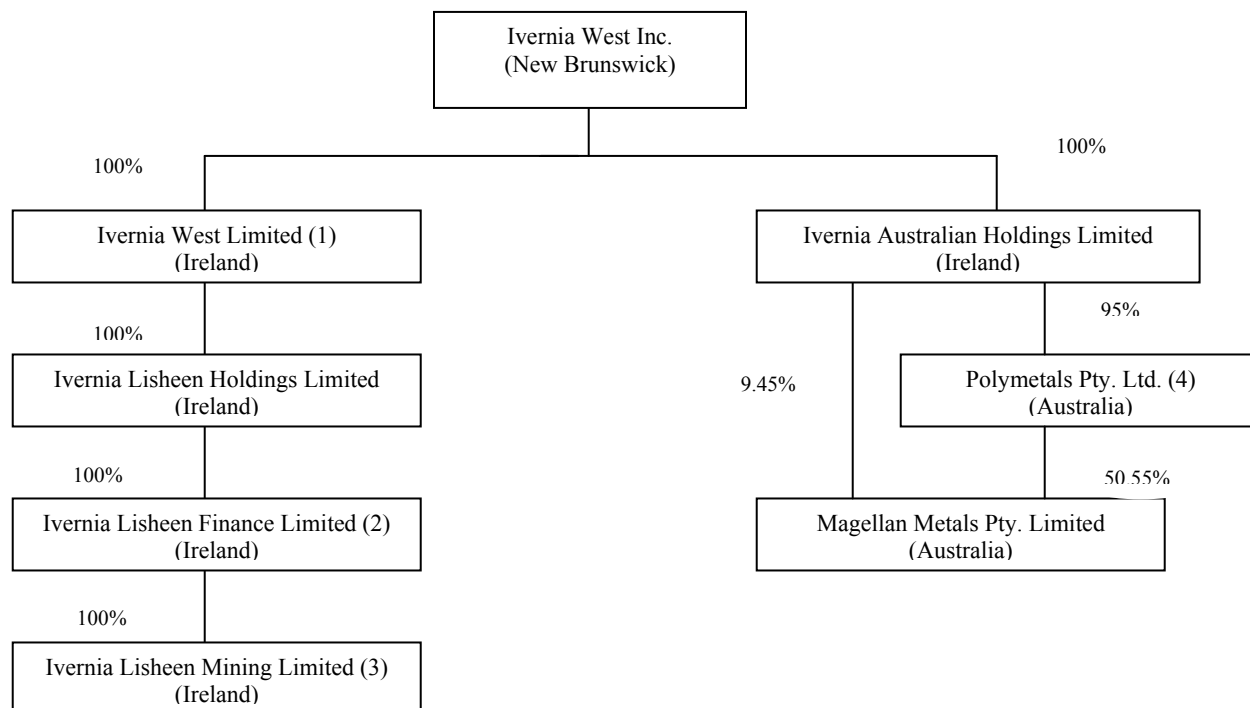 Ivernia West Inc.
(New Brunswick)
100%
100%
Ivernia West Limited (1)
(Ireland)
Ivernia Australian Holdings Limited
(Ireland)
100%
95%
Ivernia Lisheen Holdings Limited
(Ireland)
9.45%
Polymetals Pty. Ltd. (4)
(Australia)
100%
50.55%
Ivernia Lisheen Finance Limited (2)
(Ireland)
Magellan Metals Pty. Limited
(Australia)
100%
Ivernia Lisheen Mining Limited (3)
(Ireland)